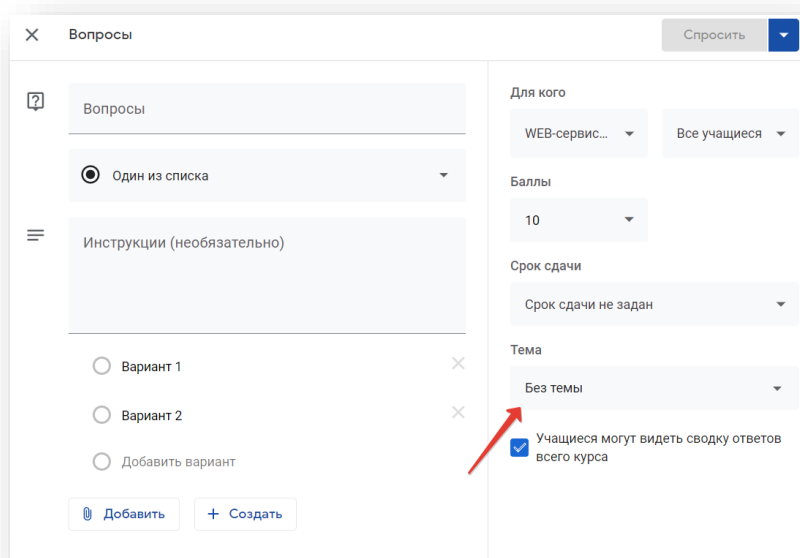 Вопросы
Спросить
Вопросы
Один из списка
Инструкции (необязательно)
Вариант 1
Вариант 2
Добавить вариант
Добавить
Создать
Для кого
WEB-сервис...
Все учащиеся
Баллы
10
Срок сдачи
Срок сдачи не задан
Тема
Без темы
Учащиеся могут видеть сводку ответов
всего курса